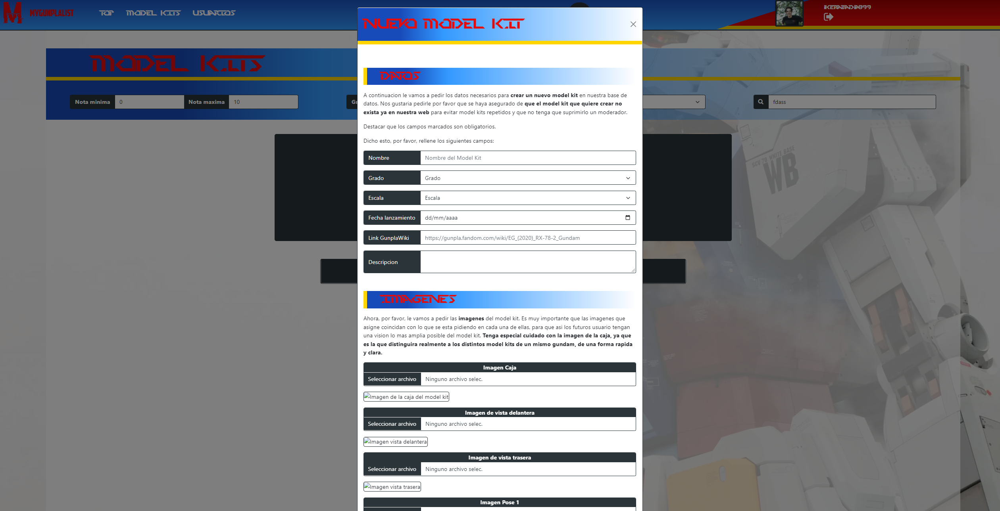 MYGUNPLALIST
TOP
MODEL KITS
USUARIOS
IKERABADIA999
MODEL KITS
Nota minima
0
Nota maxima
10
fdass
SCV 70 WHITE BASE
WB
NUEVO MODEL KIT
DATOS
A continuacion le vamos a pedir los datos necesarios para crear un nuevo model kit en nuestra base de
datos. Nos gustaria pedirle por favor que se haya asegurado de que el model kit que quiere crear no
exista ya en nuestra web para evitar model kits repetidos y que no tenga que suprimirlo un moderador.
Destacar que los campos marcados son obligatorios.
Dicho esto, por favor, rellene los siguientes campos:
Nombre
Nombre del Model Kit
Grado
Grado
Escala
Escala
Fecha lanzamiento
dd/mm/aaaa
Link GunplaWiki
https://gunpla.fandom.com/wiki/EG_(2020)_RX-78-2_Gundam
Descripcion
IMAGENES
Ahora, por favor, le vamos a pedir las imagenes del model kit. Es muy importante que las imagenes que
asigne coincidan con lo que se esta pidiendo en cada una de ellas, para que asi los futuros usuario tengan
una vision lo mas amplia posible del model kit. Tenga especial cuidado con la imagen de la caja, ya que
es la que distinguira realmente a los distintos model kits de un mismo gundam, de una forma rapida
y clara.
Imagen Caja
Seleccionar archivo
Ninguno archivo selec.
Imagen de la caja del model kit
Imagen de vista delantera
Seleccionar archivo
Ninguno archivo selec.
Imagen vista delantera
Imagen de vista trasera
Seleccionar archivo
Ninguno archivo selec.
Imagen vista trasera
Imagen Pose 1